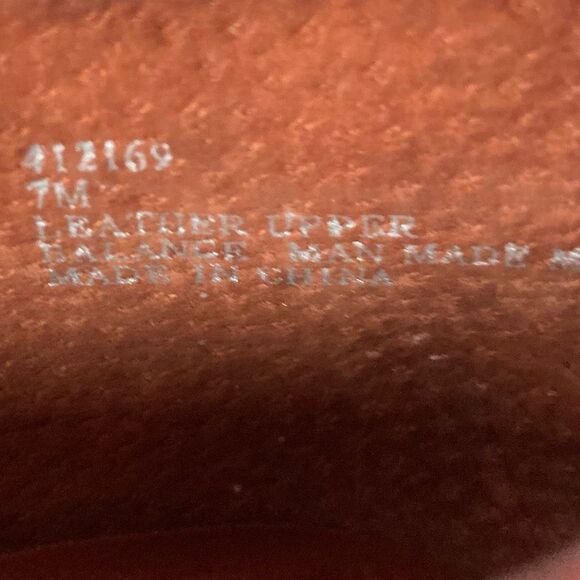 412169
7M
LEATHER UPPER
BALANCE MAN MADE
MADE IN CHINA